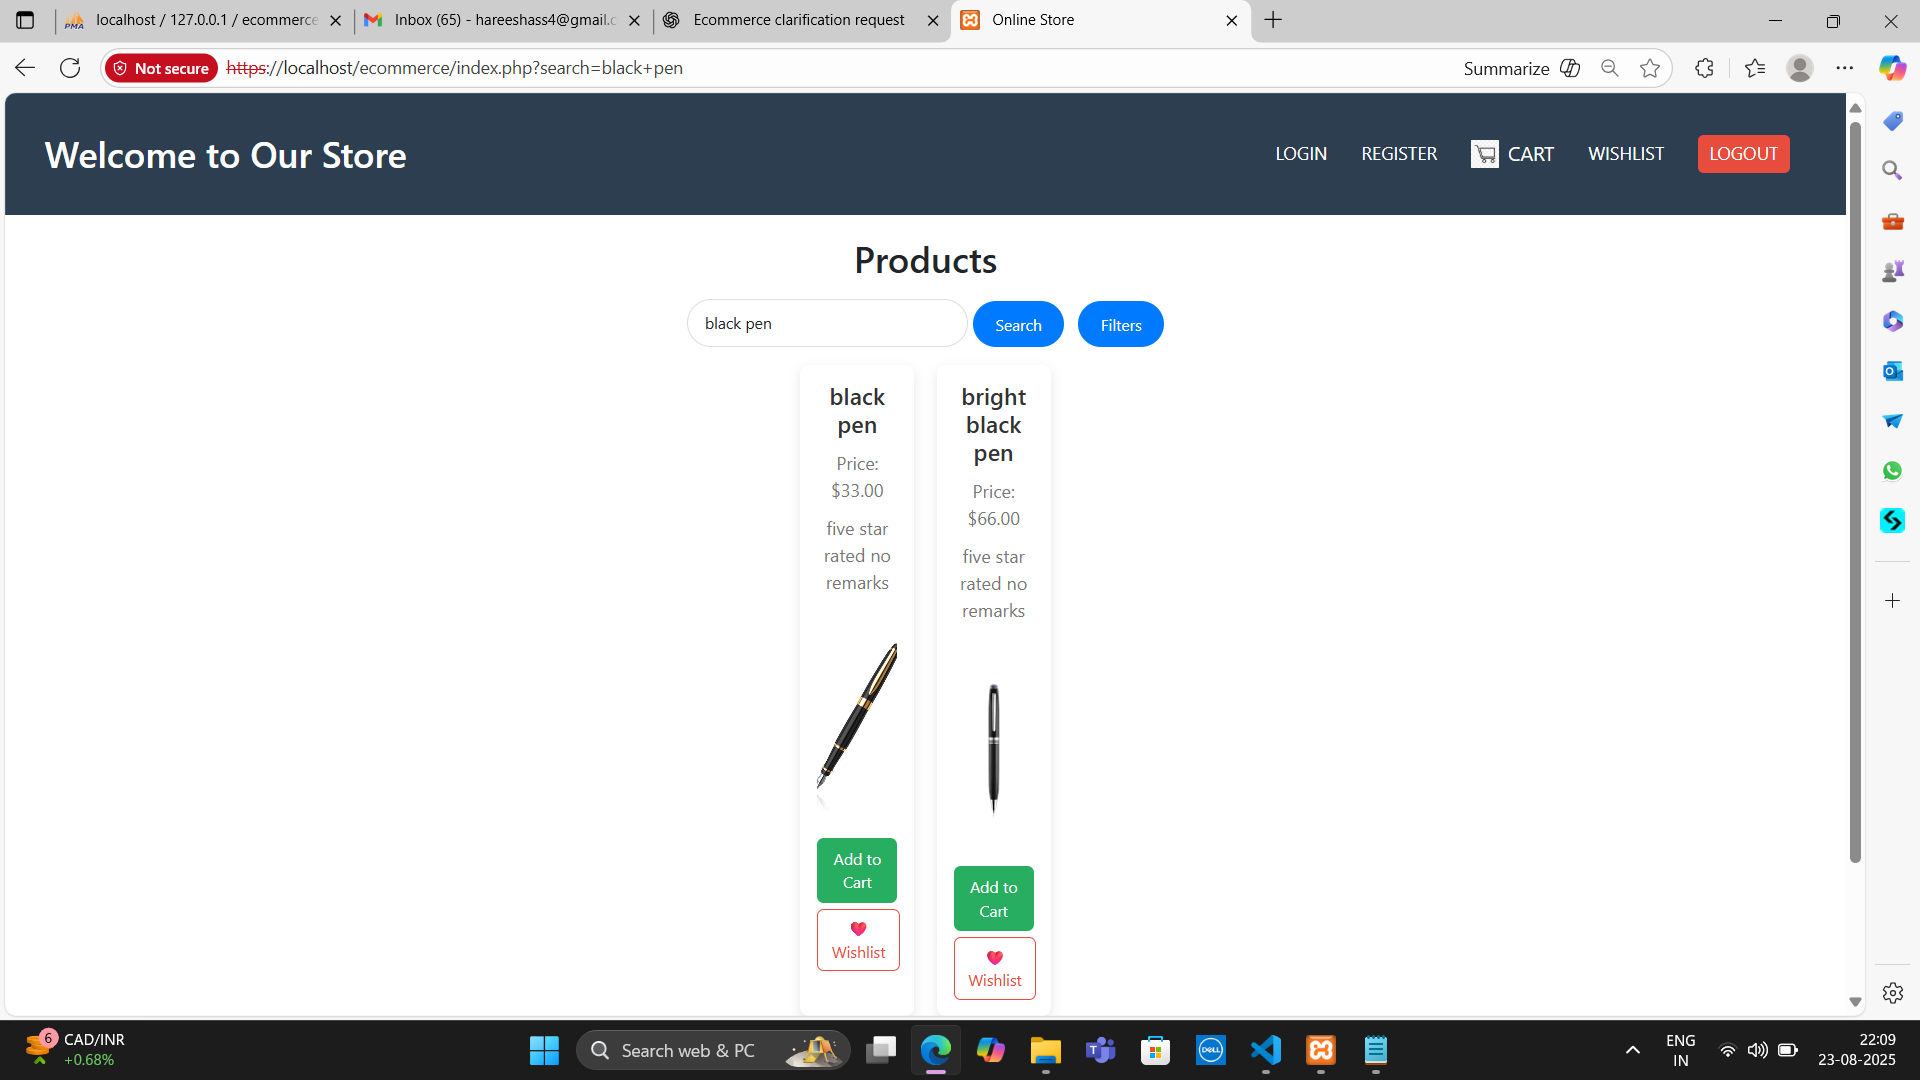 localhost / 127.0.0.1 / ecommerce
Inbox (65) - hareeshass4@gmail.c
Ecommerce clarification request
Online Store
Not secure
https://localhost/ecommerce/index.php?search=black+pen
Summarize
Welcome to Our Store
LOGIN
REGISTER
CART
WISHLIST
LOGOUT
Products
black pen
Search
Filters
black
pen
Price:
$33.00
five star
rated no
remarks
Add to
Cart
Wishlist
bright
black
pen
Price:
$66.00
five star
rated no
remarks
Add to
Cart
Wishlist
6
CAD/INR
+0.68%
Search web & PC
DELL
ENG
IN
22:09
23-08-2025